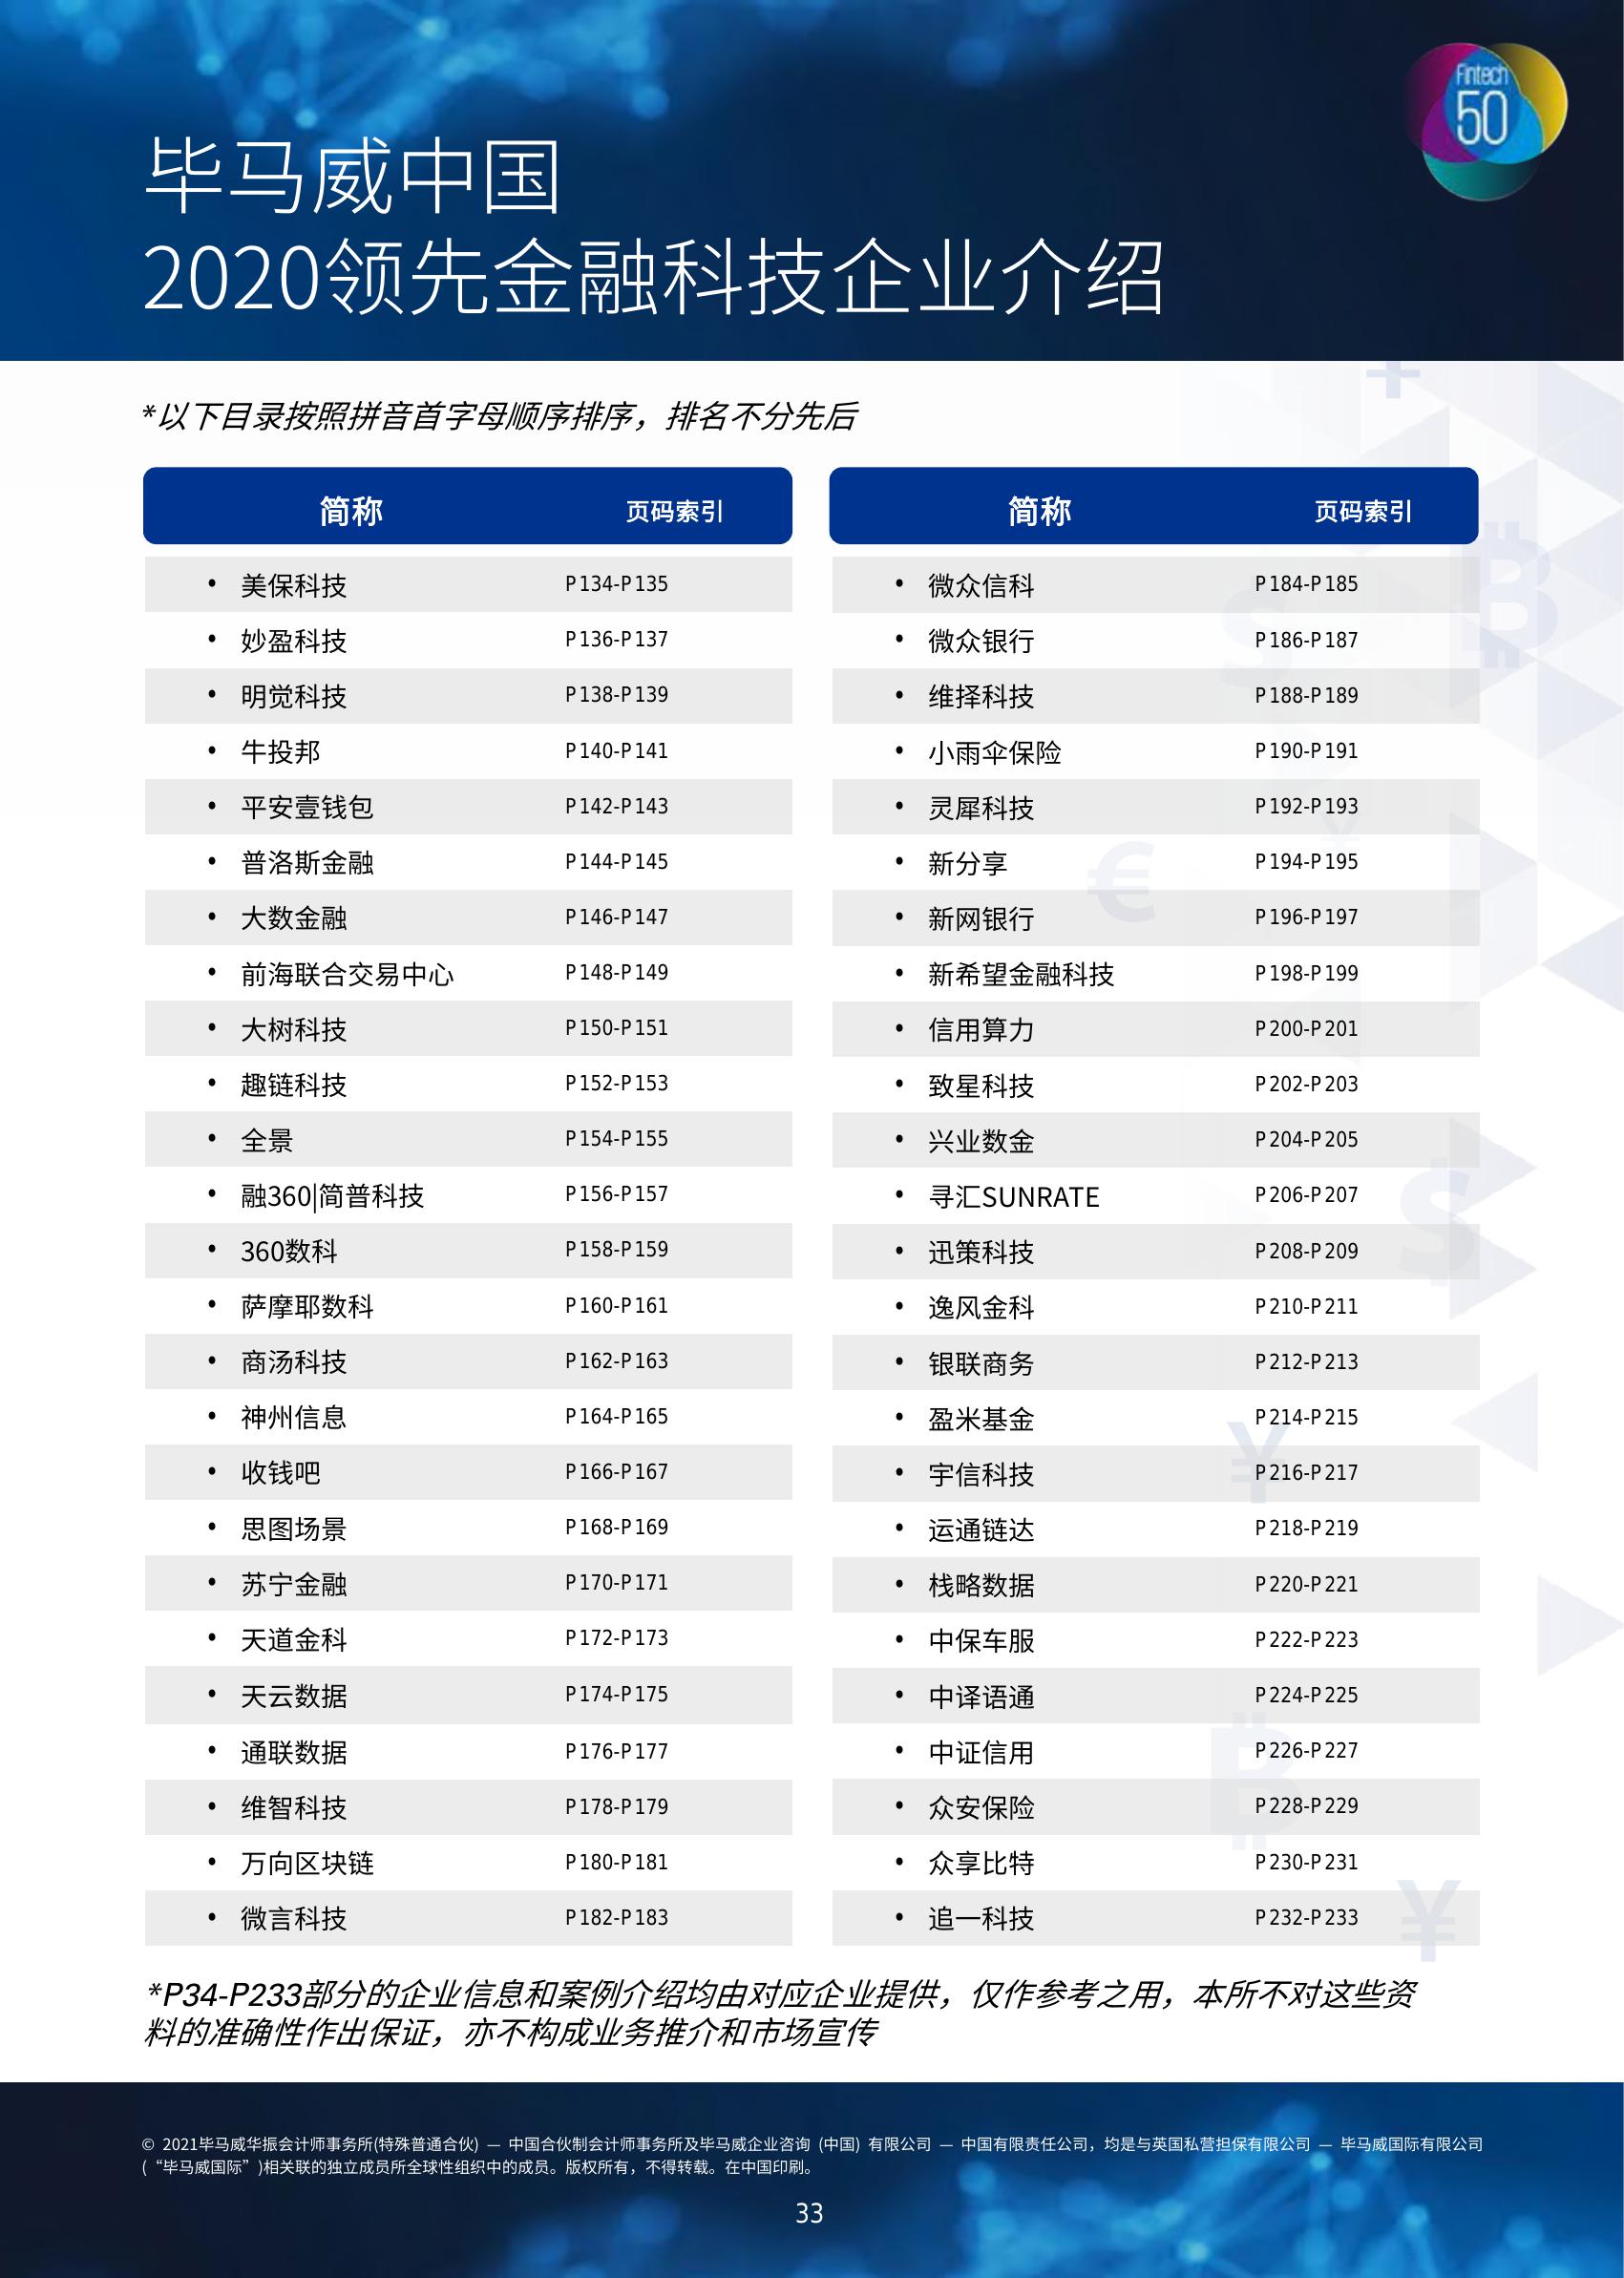 Fintech
50
毕马威中国
2020领先金融科技企业介绍
*以下目录按照拼音首字母顺序排序，排名不分先后
简称 页码索引
• 美保科技 P134-P135
• 妙盈科技 P136-P137
• 明觉科技 P138-P139
• 牛投邦 P140-P141
• 平安壹钱包 P142-P143
• 普洛斯金融 P144-P145
• 大数金融 P146-P147
• 前海联合交易中心 P148-P149
• 大树科技 P150-P151
• 趣链科技 P152-P153
• 全景 P154-P155
• 融360|简普科技 P156-P157
• 360数科 P158-P159
• 萨摩耶数科 P160-P161
• 商汤科技 P162-P163
• 神州信息 P164-P165
• 收钱吧 P166-P167
• 思图场景 P168-P169
• 苏宁金融 P170-P171
• 天道金科 P172-P173
• 天云数据 P174-P175
• 通联数据 P176-P177
• 维智科技 P178-P179
• 万向区块链 P180-P181
• 微言科技 P182-P183
简称 页码索引
• 微众信科 P184-P185
• 微众银行 P186-P187
• 维择科技 P188-P189
• 小雨伞保险 P190-P191
• 灵犀科技 P192-P193
• 新分享 P194-P195
• 新网银行 P196-P197
• 新希望金融科技 P198-P199
• 信用算力 P200-P201
• 致星科技 P202-P203
• 兴业数金 P204-P205
• 寻汇SUNRATE P206-P207
• 迅策科技 P208-P209
• 逸风金科 P210-P211
• 银联商务 P212-P213
• 盈米基金 P214-P215
• 宇信科技 P216-P217
• 运通链达 P218-P219
• 栈略数据 P220-P221
• 中保车服 P222-P223
• 中译语通 P224-P225
• 中证信用 P226-P227
• 众安保险 P228-P229
• 众享比特 P230-P231
• 追一科技 P232-P233
*P34-P233部分的企业信息和案例介绍均由对应企业提供，仅作参考之用，本所不对这些资
料的准确性作出保证，亦不构成业务推介和市场宣传
© 2021毕马威华振会计师事务所(特殊普通合伙) — 中国合伙制会计师事务所及毕马威企业咨询 (中国) 有限公司 — 中国有限责任公司，均是与英国私营担保有限公司 — 毕马威国际有限公司
(“毕马威国际”)相关联的独立成员所全球性组织中的成员。版权所有，不得转载。在中国印刷。
33